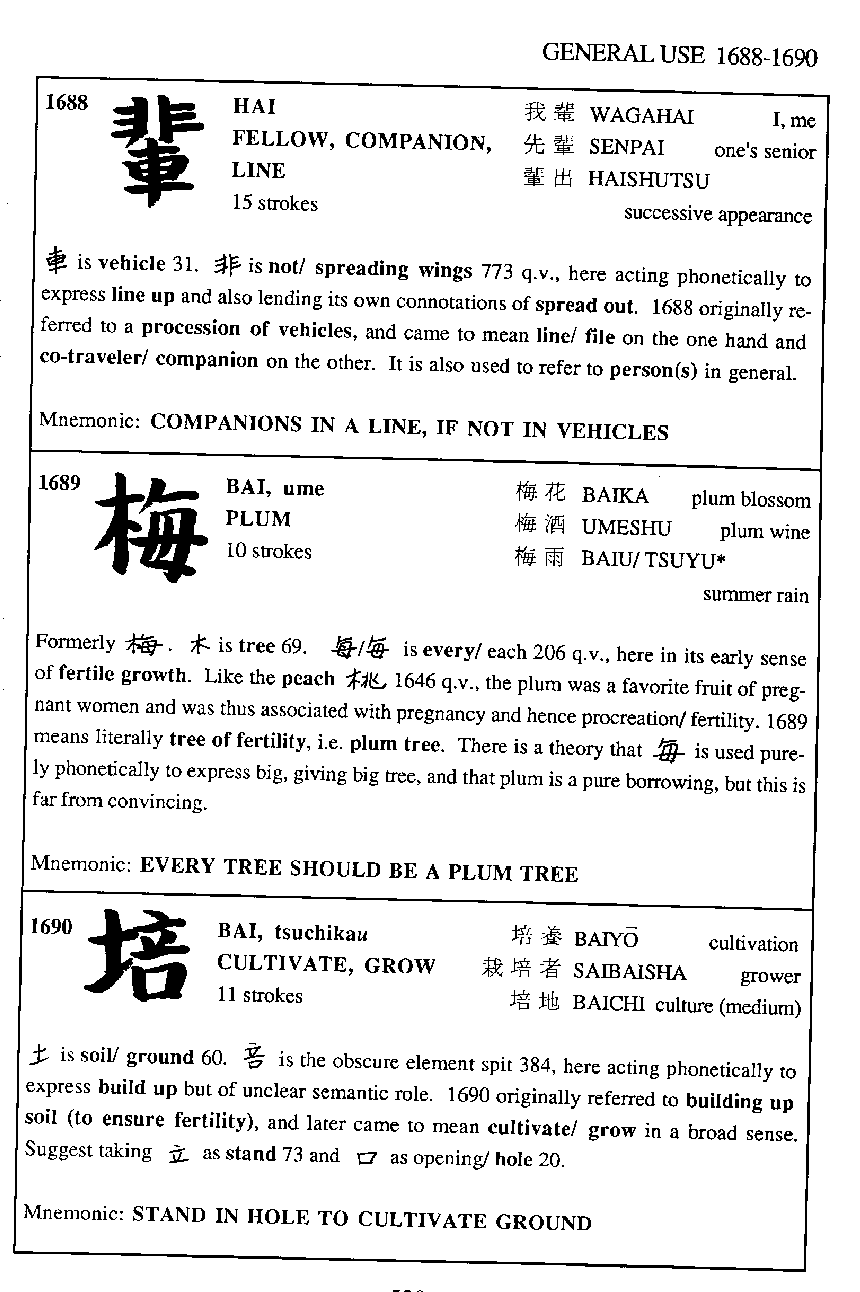 GENERAL USE 1688-1690
1688
輩
HAI
FELLOW, COMPANION,
LINE
15 strokes
我輩 WAGAHAI I, me
先輩 SENPAI one's senior
輩出 HAISHUTSU
successive appearance
車 is vehicle 31. 非 is not/ spreading wings 773 q.v., here acting phonetically to
express line up and also lending its own connotations of spread out. 1688 originally re-
ferred to a procession of vehicles, and came to mean line/ file on the one hand and
co-traveler/ companion on the other. It is also used to refer to person(s) in general.
Mnemonic: COMPANIONS IN A LINE, IF NOT IN VEHICLES
1689
梅
BAI, ume
PLUM
10 strokes
梅花 BAIKA plum blossom
梅酒 UMESHU plum wine
梅雨 BAIU/ TSUYU*
summer rain
Formerly 梅. 木 is tree 69. 每/毎 is every/ each 206 q.v., here in its early sense
of fertile growth. Like the peach 桃 1646 q.v., the plum was a favorite fruit of preg-
nant women and was thus associated with pregnancy and hence procreation/ fertility. 1689
means literally tree of fertility, i.e. plum tree. There is a theory that 每 is used pure-
ly phonetically to express big, giving big tree, and that plum is a pure borrowing, but this is
far from convincing.
Mnemonic: EVERY TREE SHOULD BE A PLUM TREE
1690
培
BAI, tsuchikau
CULTIVATE, GROW
11 strokes
培養 BAIYŌ cultivation
栽培者 SAIBAISHA grower
培地 BAICHI culture (medium)
土 is soil/ ground 60. 咅 is the obscure element spit 384, here acting phonetically to
express build up but of unclear semantic role. 1690 originally referred to building up
soil (to ensure fertility), and later came to mean cultivate/ grow in a broad sense.
Suggest taking 立 as stand 73 and 口 as opening/ hole 20.
Mnemonic: STAND IN HOLE TO CULTIVATE GROUND